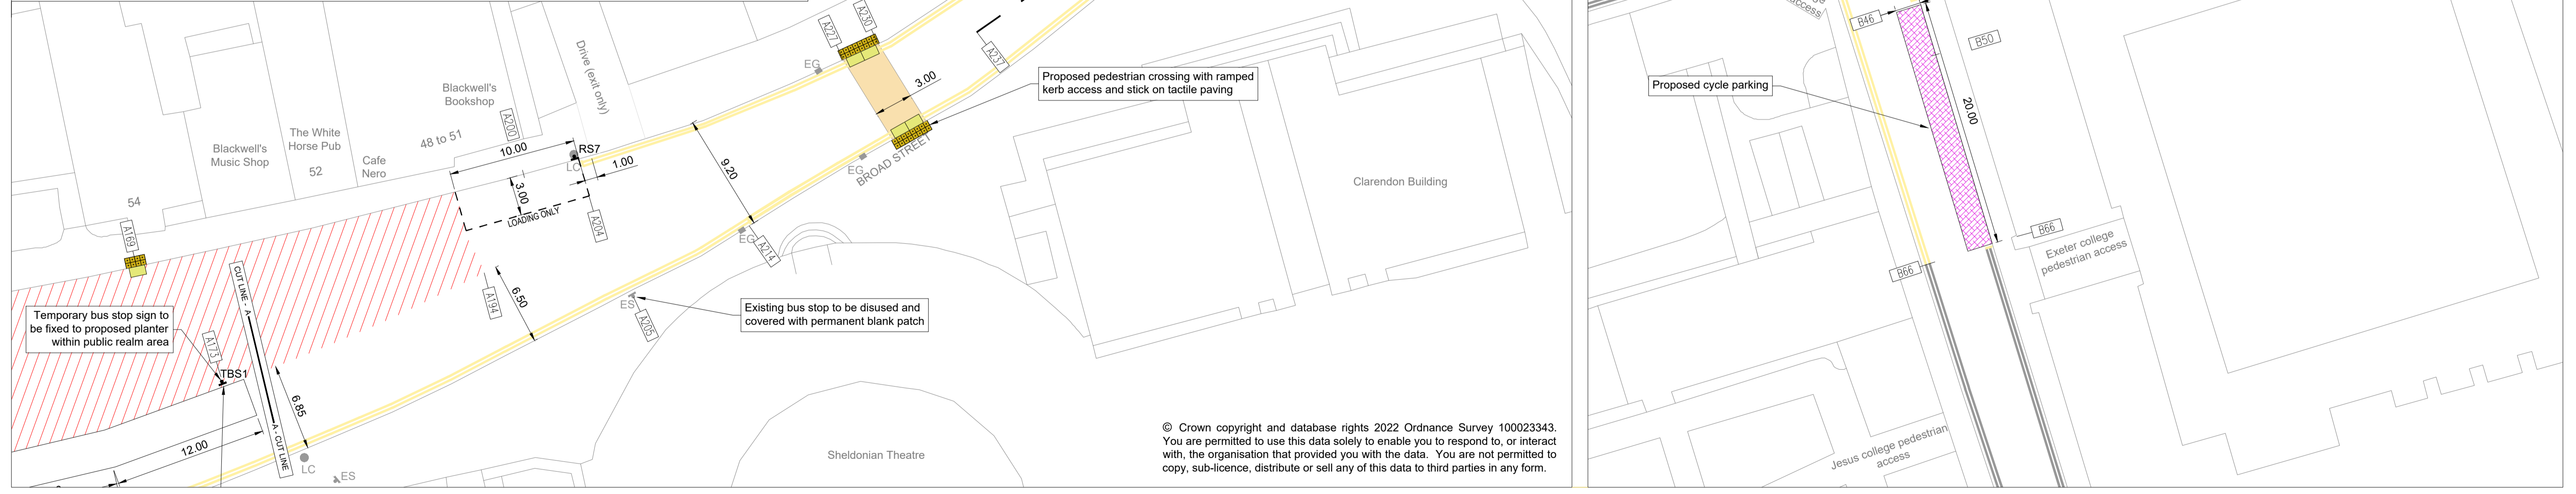 A230
A227
EG
Drive (exit only)
A237
3.00
Proposed pedestrian crossing with ramped
kerb access and stick on tactile paving
Blackwell's
Bookshop
A200
48 to 51
The White
Horse Pub
52
Blackwell's
Music Shop
Cafe
Nero
10.00
RS7
LC
1.00
3.00
LOADING ONLY
A204
9.20
EG
BROAD STREET
Clarendon Building
54
A169
EG
A214
CUT LINE - A
A - CUT LINE
Temporary bus stop sign to
be fixed to proposed planter
within public realm area
A173
TBS1
A194
6.50
ES
A205
Existing bus stop to be disused and
covered with permanent blank patch
6.85
12.00
LC
ES
Sheldonian Theatre
© Crown copyright and database rights 2022 Ordnance Survey 100023343.
You are permitted to use this data solely to enable you to respond to, or interact
with, the organisation that provided you with the data. You are not permitted to
copy, sub-licence, distribute or sell any of this data to third parties in any form.
access
B46
B50
Proposed cycle parking
20.00
B66
Exeter college
pedestrian access
B66
Jesus college pedestrian
access